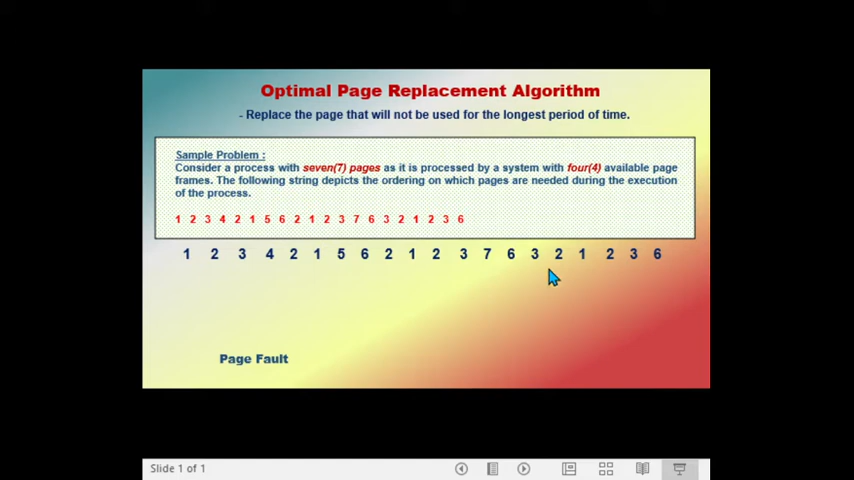 Optimal Page Replacement Algorithm
- Replace the page that will not be used for the longest period of time.
Sample Problem :
Consider a process with seven(7) pages as it is processed by a system with four(4) available page
frames. The following string depicts the ordering on which pages are needed during the execution
of the process.
1 2 3 4 2 1 5 6 2 1 2 3 7 6 3 2 1 2 3 6
1 2 3 4 2 1 5 6 2 1 2 3 7 6 3 2 1 2 3 6
Page Fault
Slide 1 of 1